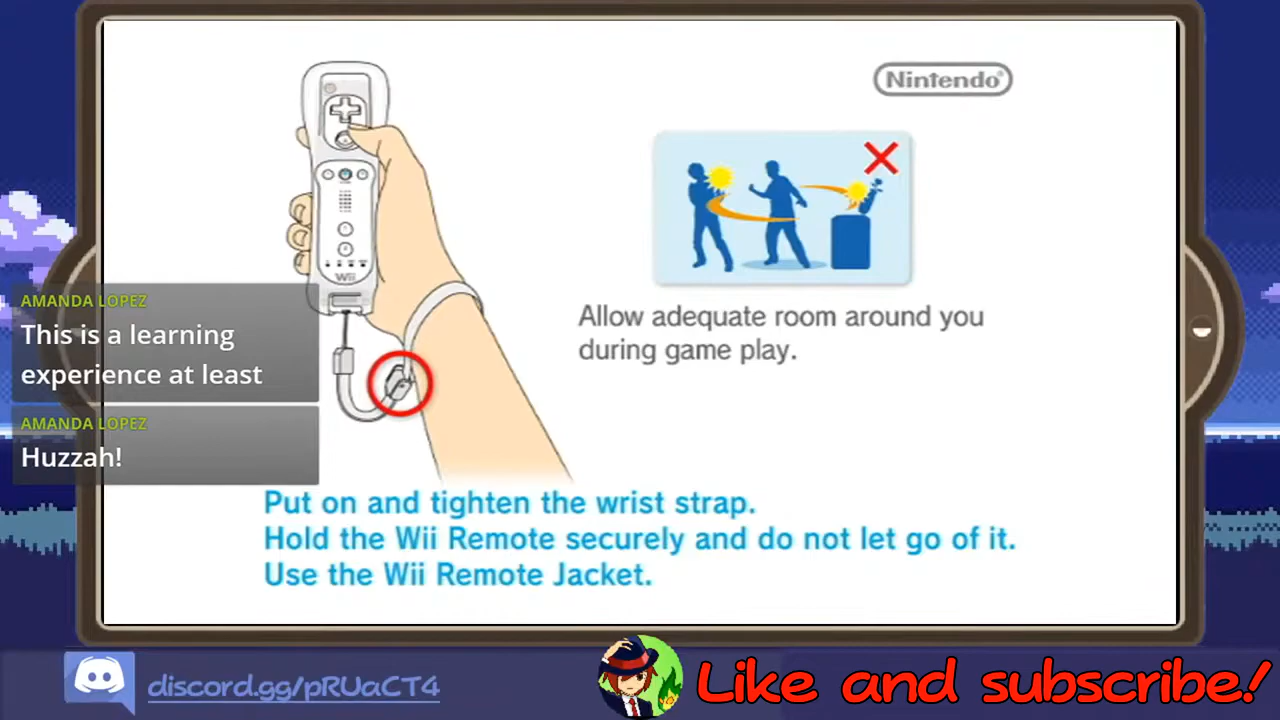 Nintendo®
Wii
Allow adequate room around you
during game play.
AMANDA LOPEZ
This is a learning
experience at least
AMANDA LOPEZ
Huzzah!
Put on and tighten the wrist strap.
Hold the Wii Remote securely and do not let go of it.
Use the Wii Remote Jacket.
discord.gg/pRUaCT4
Like and subscribe!